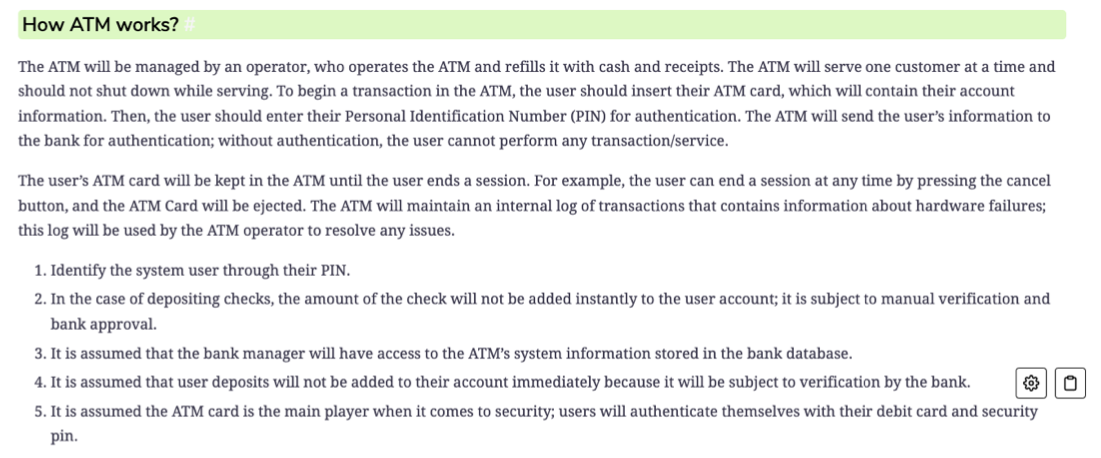 How ATM works? #
The ATM will be managed by an operator, who operates the ATM and refills it with cash and receipts. The ATM will serve one customer at a time and
should not shut down while serving. To begin a transaction in the ATM, the user should insert their ATM card, which will contain their account
information. Then, the user should enter their Personal Identification Number (PIN) for authentication. The ATM will send the user’s information to
the bank for authentication; without authentication, the user cannot perform any transaction/service.
The user’s ATM card will be kept in the ATM until the user ends a session. For example, the user can end a session at any time by pressing the cancel
button, and the ATM Card will be ejected. The ATM will maintain an internal log of transactions that contains information about hardware failures;
this log will be used by the ATM operator to resolve any issues.
1. Identify the system user through their PIN.
2. In the case of depositing checks, the amount of the check will not be added instantly to the user account; it is subject to manual verification and
bank approval.
3. It is assumed that the bank manager will have access to the ATM’s system information stored in the bank database.
4. It is assumed that user deposits will not be added to their account immediately because it will be subject to verification by the bank.
5. It is assumed the ATM card is the main player when it comes to security; users will authenticate themselves with their debit card and security
pin.